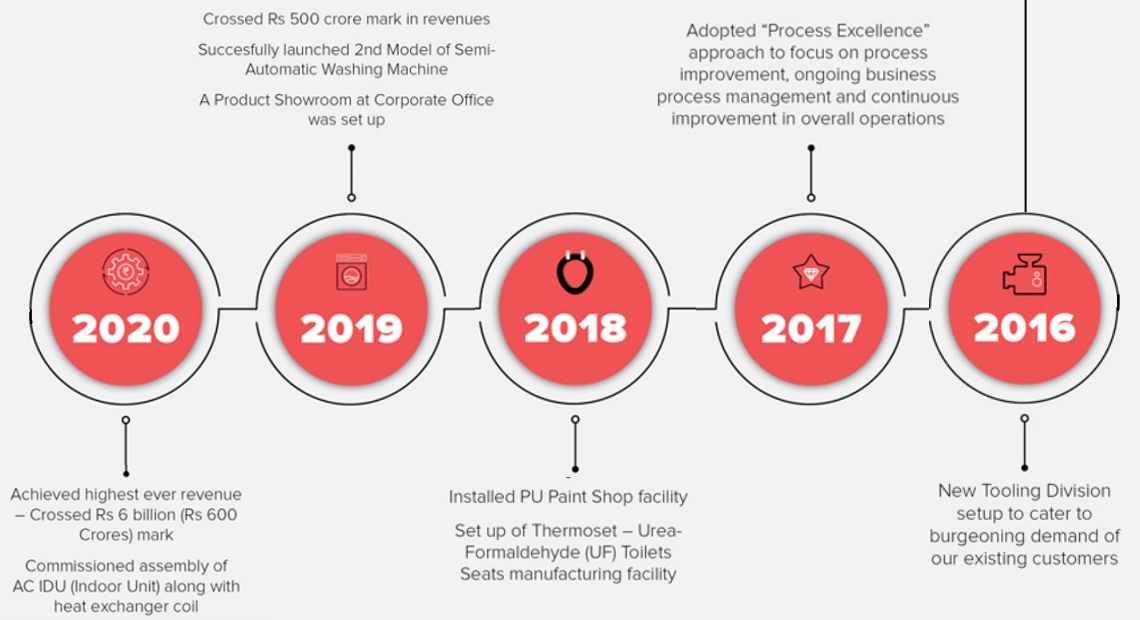 Crossed Rs 500 crore mark in revenues
Succesfully launched 2nd Model of Semi-
Automatic Washing Machine
A Product Showroom at Corporate Office
was set up
Adopted “Process Excellence”
approach to focus on process
improvement, ongoing business
process management and continuous
improvement in overall operations
2020
2019
2018
2017
2016
Achieved highest ever revenue
– Crossed Rs 6 billion (Rs 600
Crores) mark
Commissioned assembly of
AC IDU (Indoor Unit) along with
heat exchanger coil
Installed PU Paint Shop facility
Set up of Thermoset – Urea-
Formaldehyde (UF) Toilets
Seats manufacturing facility
New Tooling Division
setup to cater to
burgeoning demand of
our existing customers